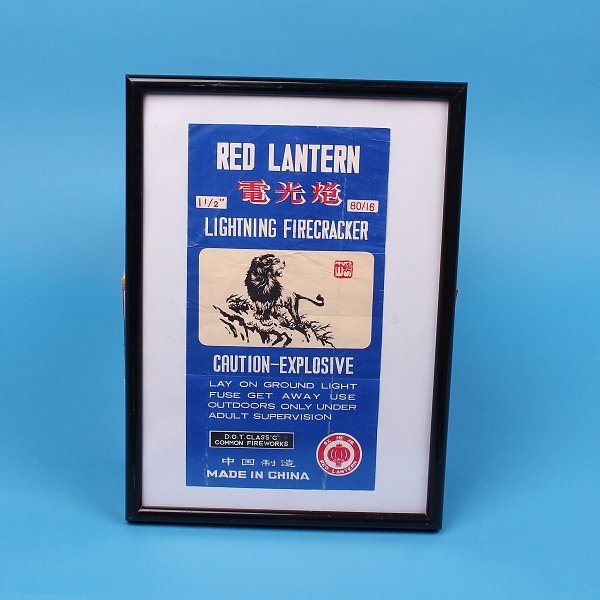 RED LANTERN
電光炮
1 1/2"
80/16
LIGHTNING FIRECRACKER
CAUTION-EXPLOSIVE
LAY ON GROUND LIGHT
FUSE GET AWAY USE
OUTDOORS ONLY UNDER
ADULT SUPERVISION
D·O·T.CLASS"C"
COMMON FIREWORKS
中国制造
MADE IN CHINA
RED LANTERN